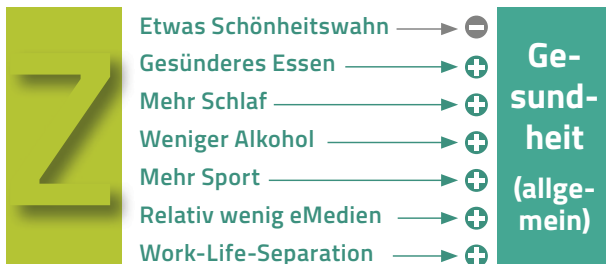 Z
Etwas Schönheitswahn
Gesünderes Essen
Mehr Schlaf
Weniger Alkohol
Mehr Sport
Relativ wenig eMedien
Work-Life-Separation
Ge-
sund-
heit
(allge-
mein)